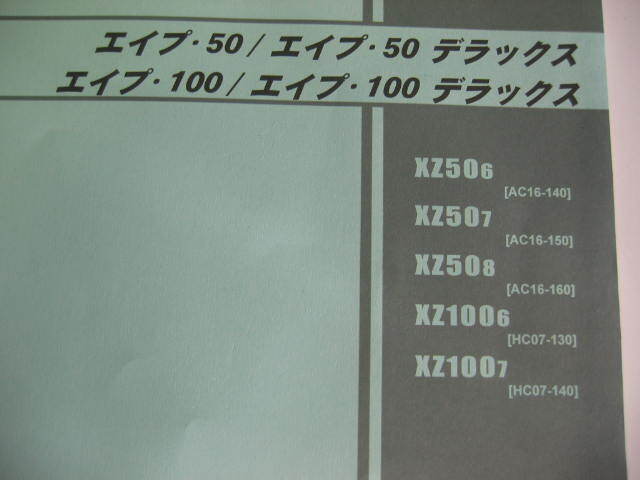 エイプ・50 / エイプ・50 デラックス
エイプ・100 / エイプ・100 デラックス
XZ506
[AC16-140]
XZ507
[AC16-150]
XZ508
[AC16-160]
XZ1006
[HC07-130]
XZ1007
[HC07-140]